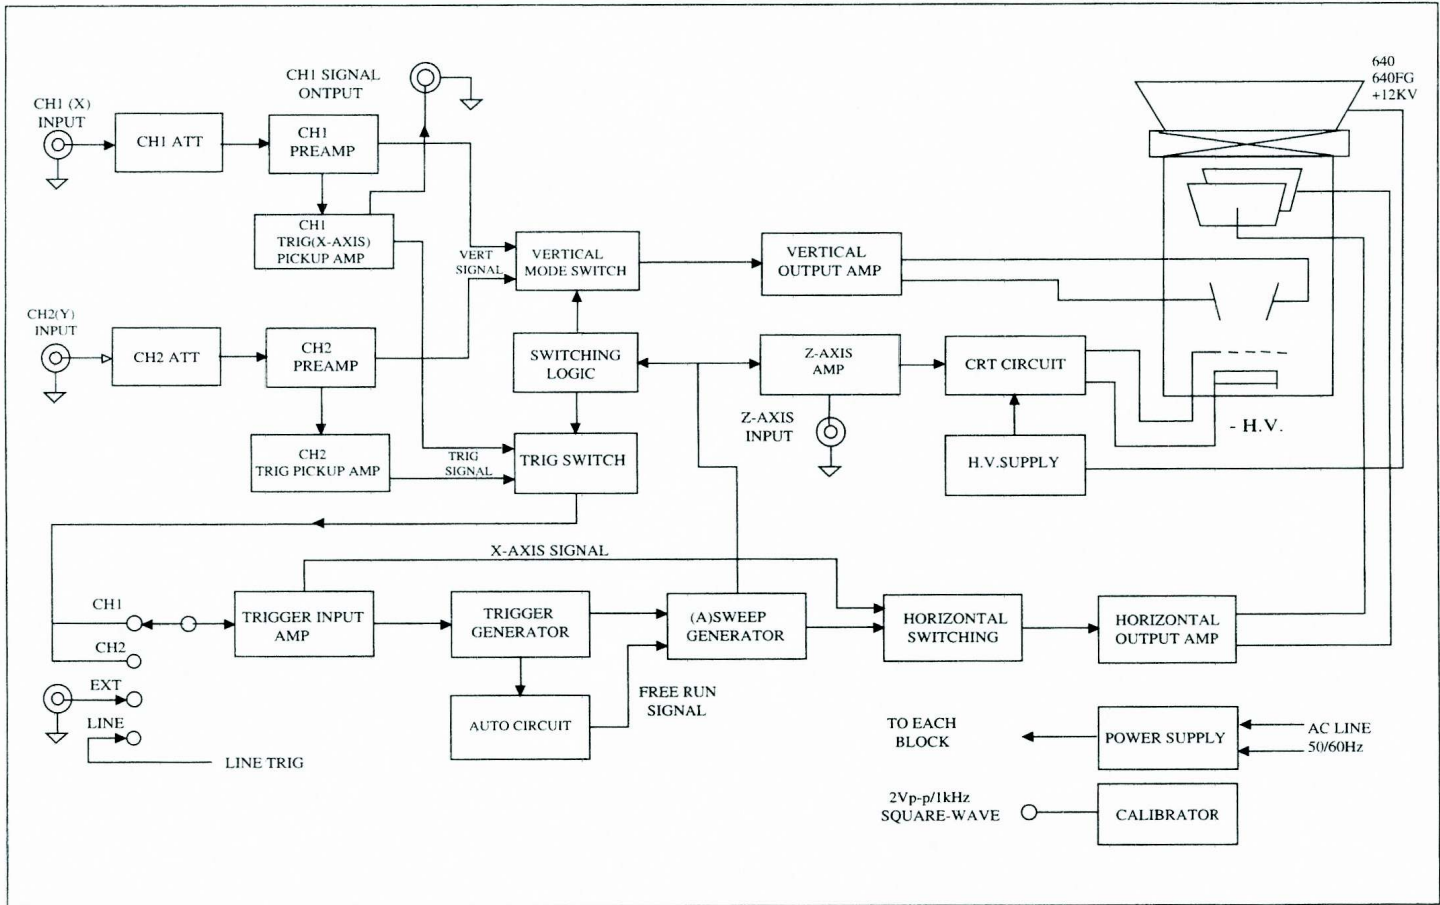 CH1 SIGNAL
ONTPUT
640
640FG
+12KV
CH1 (X)
INPUT
CH1 ATT
CH1
PREAMP
CH1
TRIG(X-AXIS)
PICKUP AMP
VERT
SIGNAL
VERTICAL
MODE SWITCH
VERTICAL
OUTPUT AMP
CH2(Y)
INPUT
CH2 ATT
CH2
PREAMP
SWITCHING
LOGIC
Z-AXIS
AMP
CRT CIRCUIT
Z-AXIS
INPUT
- H.V.
CH2
TRIG PICKUP AMP
TRIG
SIGNAL
TRIG SWITCH
H.V.SUPPLY
X-AXIS SIGNAL
CH1
TRIGGER INPUT
AMP
TRIGGER
GENERATOR
(A)SWEEP
GENERATOR
HORIZONTAL
SWITCHING
HORIZONTAL
OUTPUT AMP
CH2
EXT
LINE
LINE TRIG
AUTO CIRCUIT
FREE RUN
SIGNAL
TO EACH
BLOCK
POWER SUPPLY
AC LINE
50/60Hz
2Vp-p/1kHz
SQUARE-WAVE
CALIBRATOR